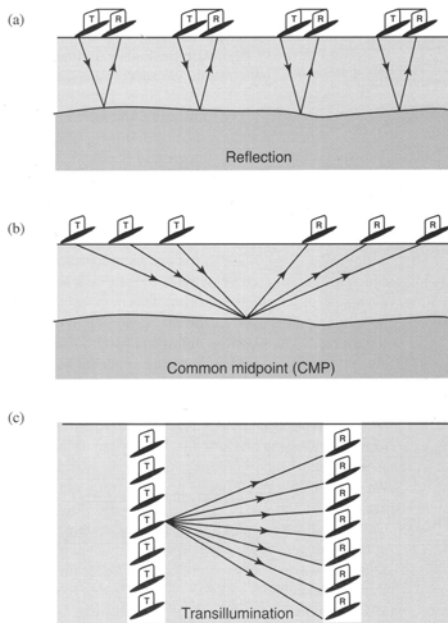 (a)
T R T R T R T R
Reflection
(b)
T T T R R R
Common midpoint (CMP)
(c)
T R
T R
T R
T R
T R
T R
T R
Transillumination